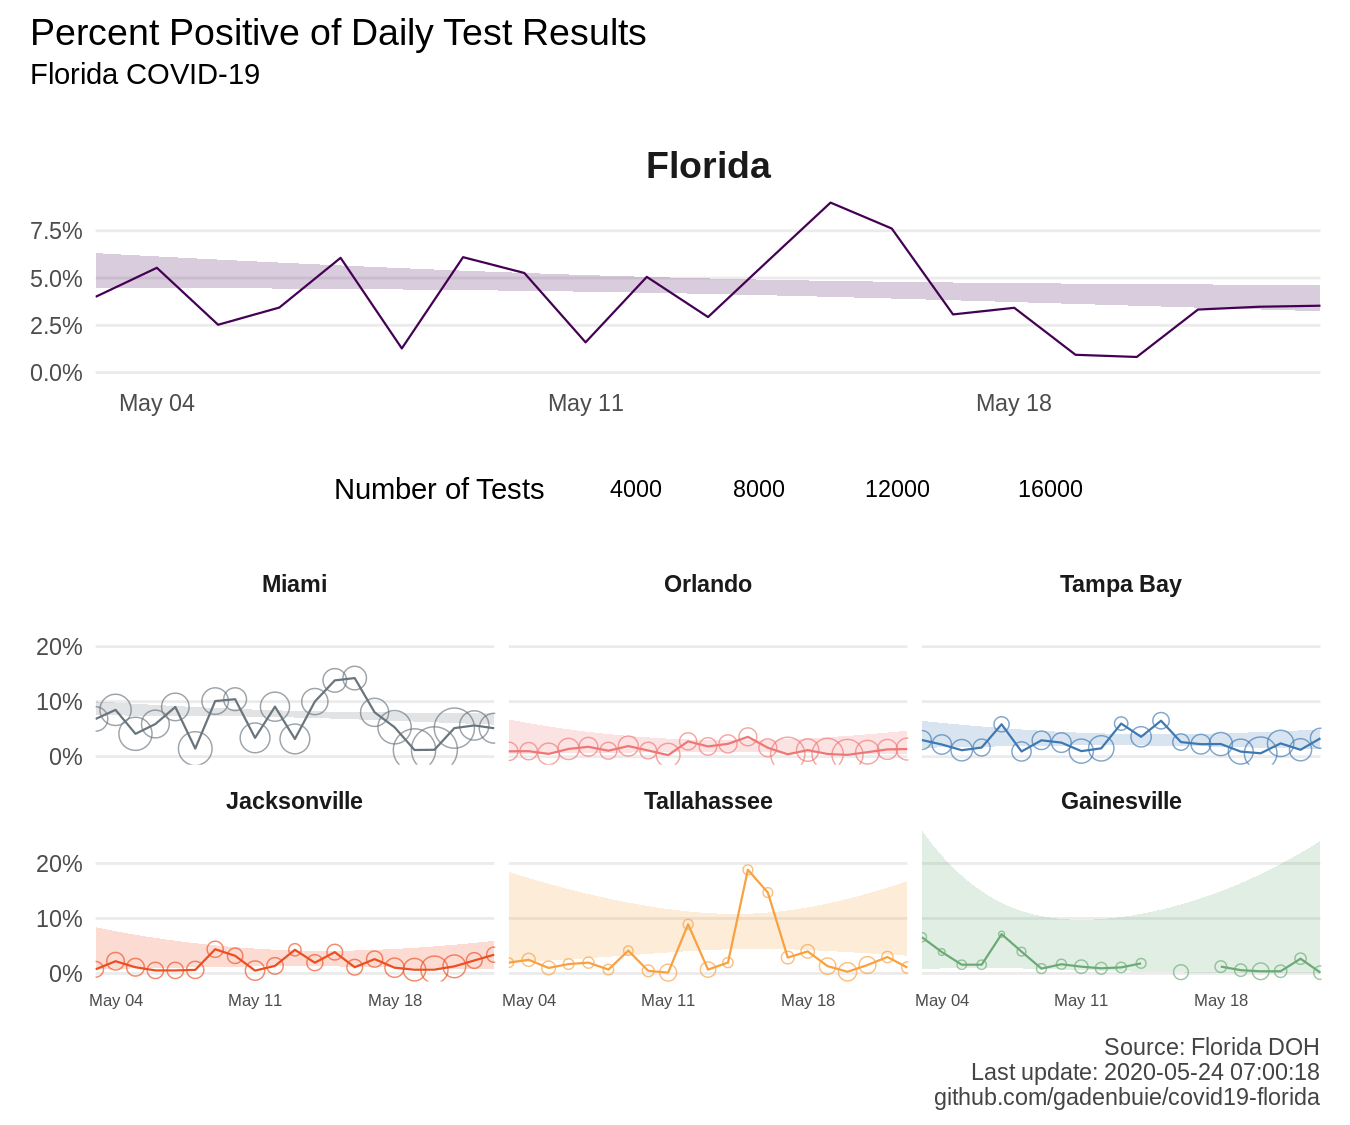 Percent Positive of Daily Test Results
Florida COVID-19
Florida
7.5%
5.0%
2.5%
0.0%
May 04 May 11 May 18
Number of Tests 4000 8000 12000 16000
Miami Orlando Tampa Bay
20%
10%
0%
Jacksonville Tallahassee Gainesville
20%
10%
0%
May 04 May 11 May 18 May 04 May 11 May 18 May 04 May 11 May 18
Source: Florida DOH
Last update: 2020-05-24 07:00:18
github.com/gadenbuie/covid19-florida